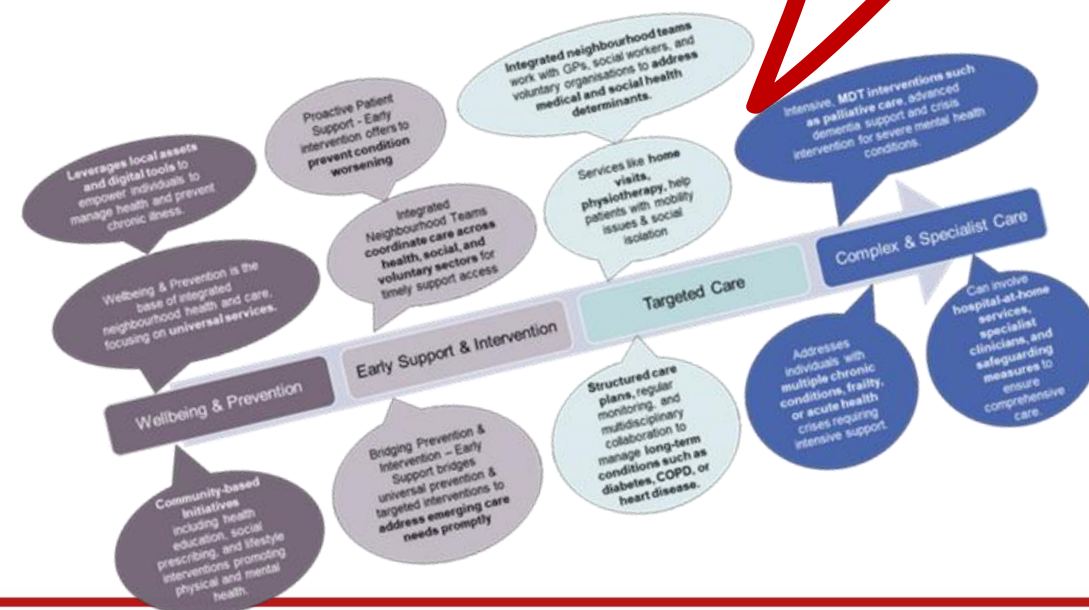 Leverages local assets
and digital tools to
empower individuals to
manage health and prevent
chronic illness.
Wellbeing & Prevention is the
base of integrated
neighbourhood health and care,
focusing on universal services.
Wellbeing & Prevention
Community-based
Initiatives
including health
education, social
prescribing, and lifestyle
interventions promoting
physical and mental
health.
Proactive Patient
Support - Early
intervention offers to
prevent condition
worsening
Integrated
Neighbourhood Teams
coordinate care across
health, social, and
voluntary sectors for
timely support access
Early Support & Intervention
Bridging Prevention &
Intervention – Early
Support bridges
universal prevention &
targeted interventions to
address emerging care
needs promptly
Integrated neighbourhood teams
work with GPs, social workers, and
voluntary organisations to address
medical and social health
determinants.
Services like home
visits,
physiotherapy, help
patients with mobility
issues & social
isolation
Targeted Care
Structured care
plans, regular
monitoring, and
multidisciplinary
collaboration to
manage long-term
conditions such as
diabetes, COPD, or
heart disease.
Intensive, MDT interventions such
as palliative care, advanced
dementia support and crisis
intervention for severe mental health
conditions.
Complex & Specialist Care
Addresses
individuals with
multiple chronic
conditions, frailty,
or acute health
crises requiring
intensive support.
Can involve
hospital-at-home
services,
specialist
clinicians, and
safeguarding
measures to
ensure
comprehensive
care.